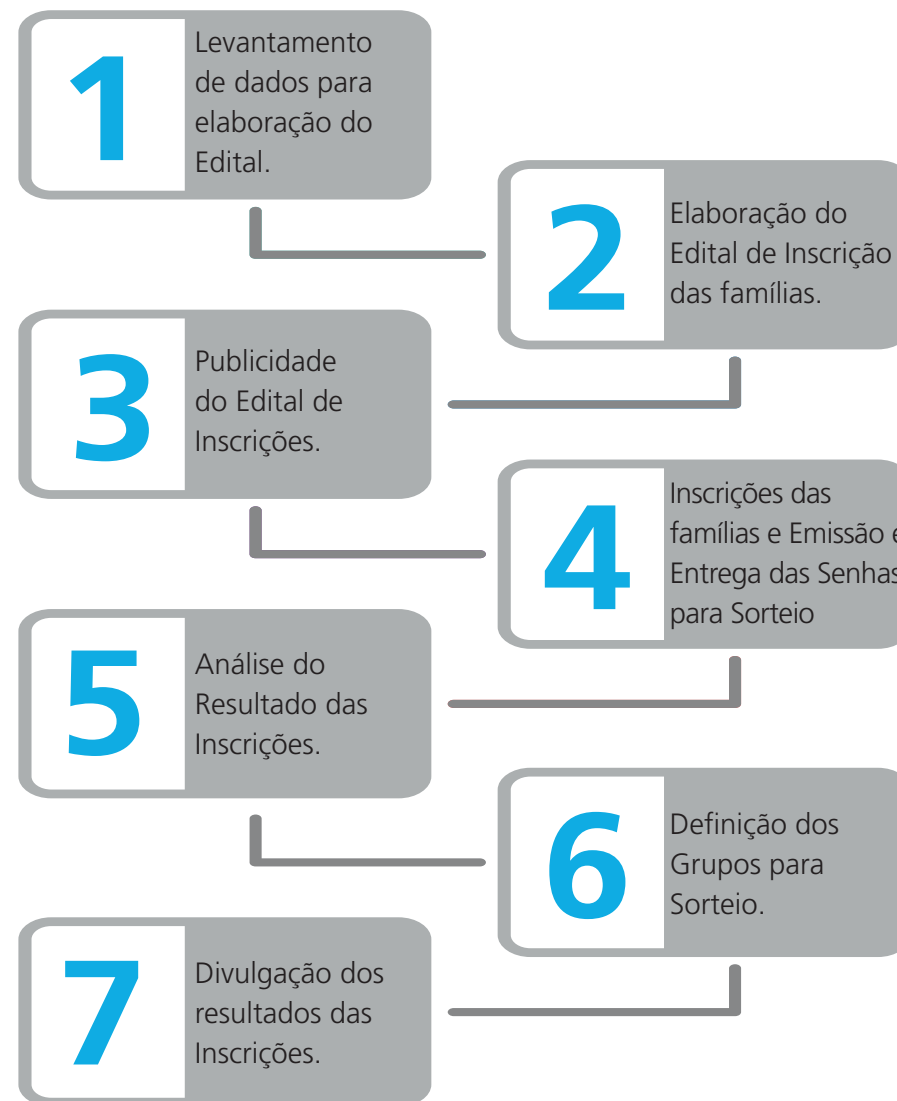 1
Levantamento
de dados para
elaboração do
Edital.
2
Elaboração do
Edital de Inscrição
das famílias.
3
Publicidade
do Edital de
Inscrições.
4
Inscrições das
famílias e Emissão e
Entrega das Senhas
para Sorteio
5
Análise do
Resultado das
Inscrições.
6
Definição dos
Grupos para
Sorteio.
7
Divulgação dos
resultados das
Inscrições.